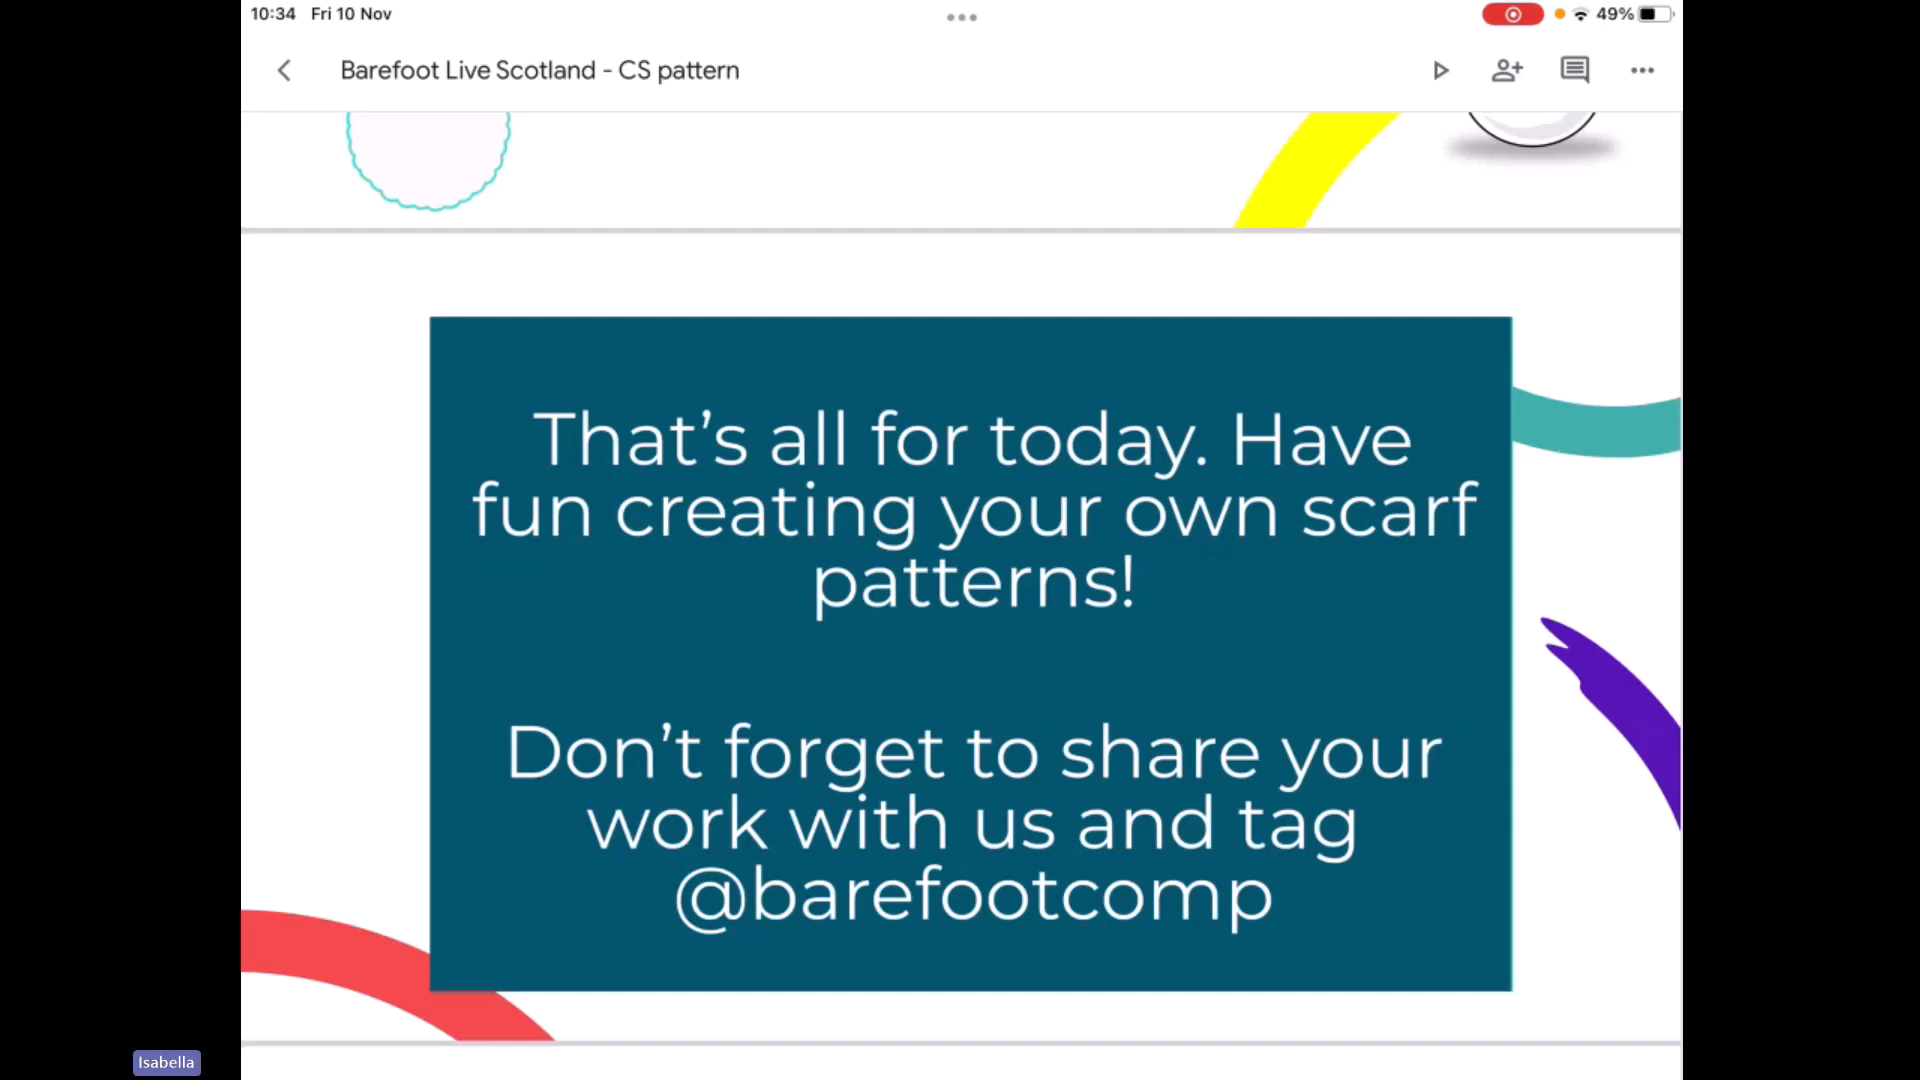 10:34 Fri 10 Nov 49%
Barefoot Live Scotland - CS pattern
That’s all for today. Have
fun creating your own scarf
patterns!
Don’t forget to share your
work with us and tag
@barefootcomp
Isabella